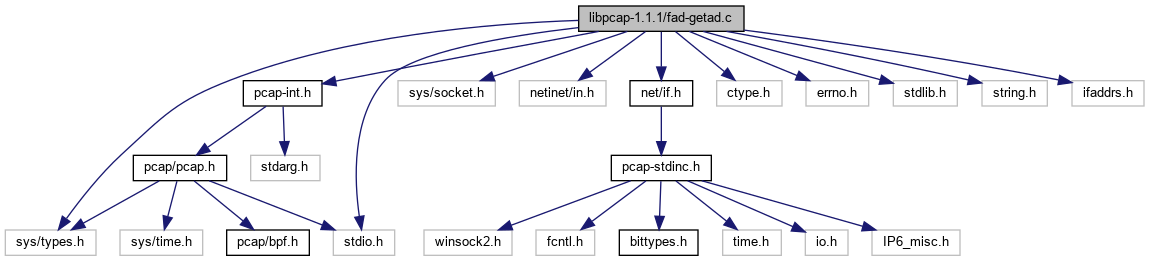 libpcap-1.1.1/fad-getad.c
pcap-int.h
sys/socket.h
netinet/in.h
net/if.h
ctype.h
errno.h
stdlib.h
string.h
ifaddrs.h
pcap/pcap.h
stdarg.h
pcap-stdinc.h
sys/types.h
sys/time.h
pcap/bpf.h
stdio.h
winsock2.h
fcntl.h
bittypes.h
time.h
io.h
IP6_misc.h